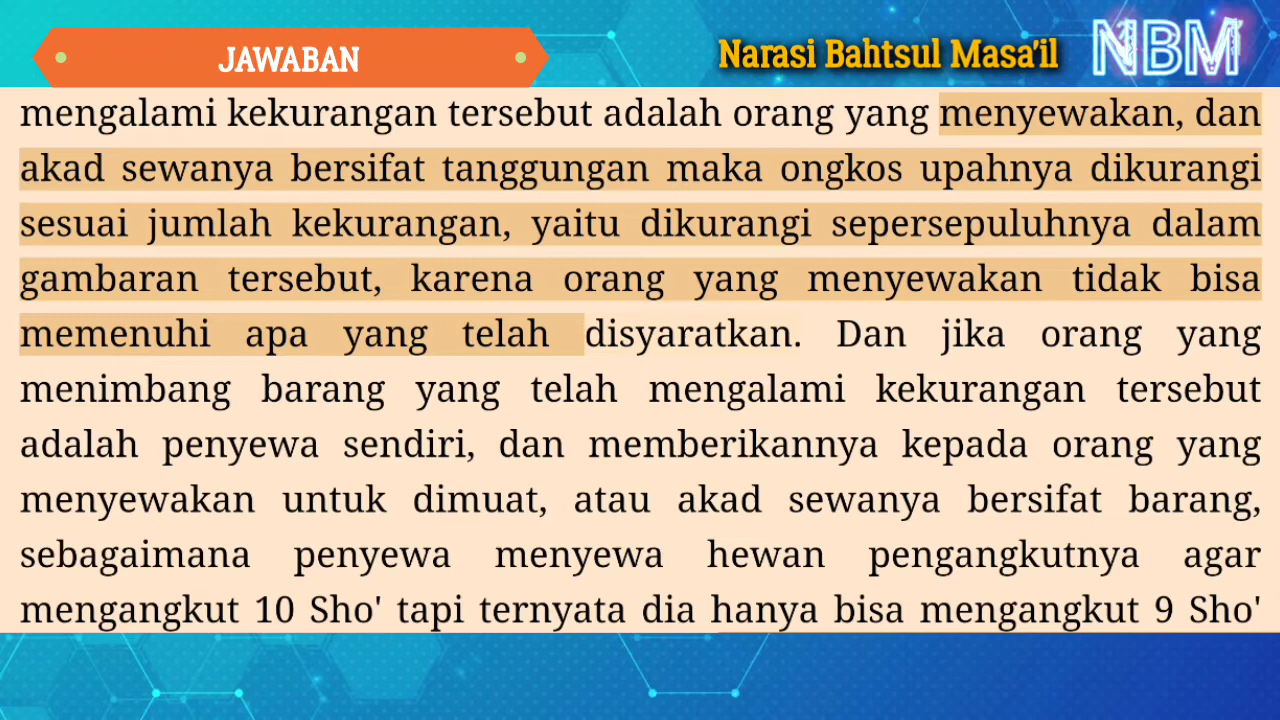 JAWABAN
Narasi Bahtsul Masa'il
NBM
mengalami kekurangan tersebut adalah orang yang menyewakan, dan
akad sewanya bersifat tanggungan maka ongkos upahnya dikurangi
sesuai jumlah kekurangan, yaitu dikurangi sepersepuluhnya dalam
gambaran tersebut, karena orang yang menyewakan tidak bisa
memenuhi apa yang telah disyaratkan. Dan jika orang yang
menimbang barang yang telah mengalami kekurangan tersebut
adalah penyewa sendiri, dan memberikannya kepada orang yang
menyewakan untuk dimuat, atau akad sewanya bersifat barang,
sebagaimana penyewa menyewa hewan pengangkutnya agar
mengangkut 10 Sho' tapi ternyata dia hanya bisa mengangkut 9 Sho'